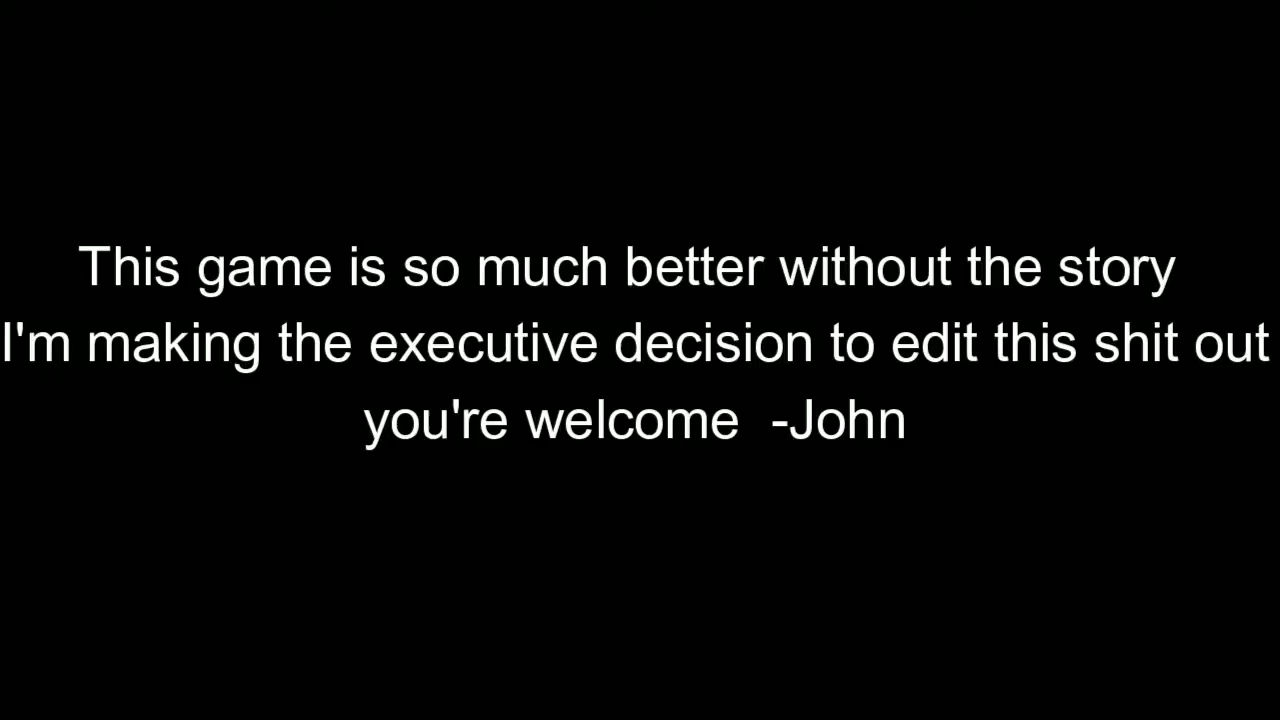 This game is so much better without the story
I'm making the executive decision to edit this shit out
you're welcome  -John